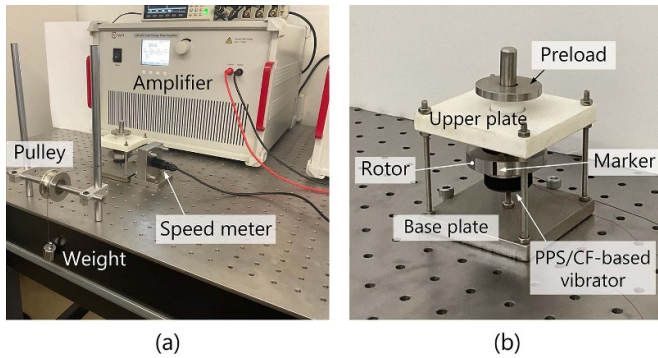 Amplifier
Pulley
Speed meter
Weight
(a)
Preload
Upper plate
Rotor
Marker
Base plate
PPS/CF-based
vibrator
(b)